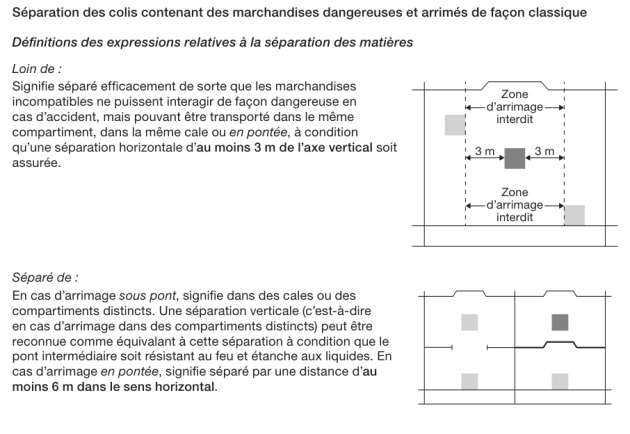 Séparation des colis contenant des marchandises dangereuses et arrimés de façon classique
Définitions des expressions relatives à la séparation des matières
Loin de :
Signifie séparé efficacement de sorte que les marchandises
incompatibles ne puissent interagir de façon dangereuse en
cas d'accident, mais pouvant être transporté dans le même
compartiment, dans la même cale ou en pontée, à condition
qu'une séparation horizontale d'au moins 3 m de l'axe vertical soit
assurée.
Zone
d'arrimage
interdit
3 m
3 m
Zone
d'arrimage
interdit
Séparé de :
En cas d'arrimage sous pont, signifie dans des cales ou des
compartiments distincts. Une séparation verticale (c'est-à-dire
en cas d'arrimage dans des compartiments distincts) peut être
reconnue comme équivalant à cette séparation à condition que le
pont intermédiaire soit résistant au feu et étanche aux liquides. En
cas d'arrimage en pontée, signifie séparé par une distance d'au
moins 6 m dans le sens horizontal.